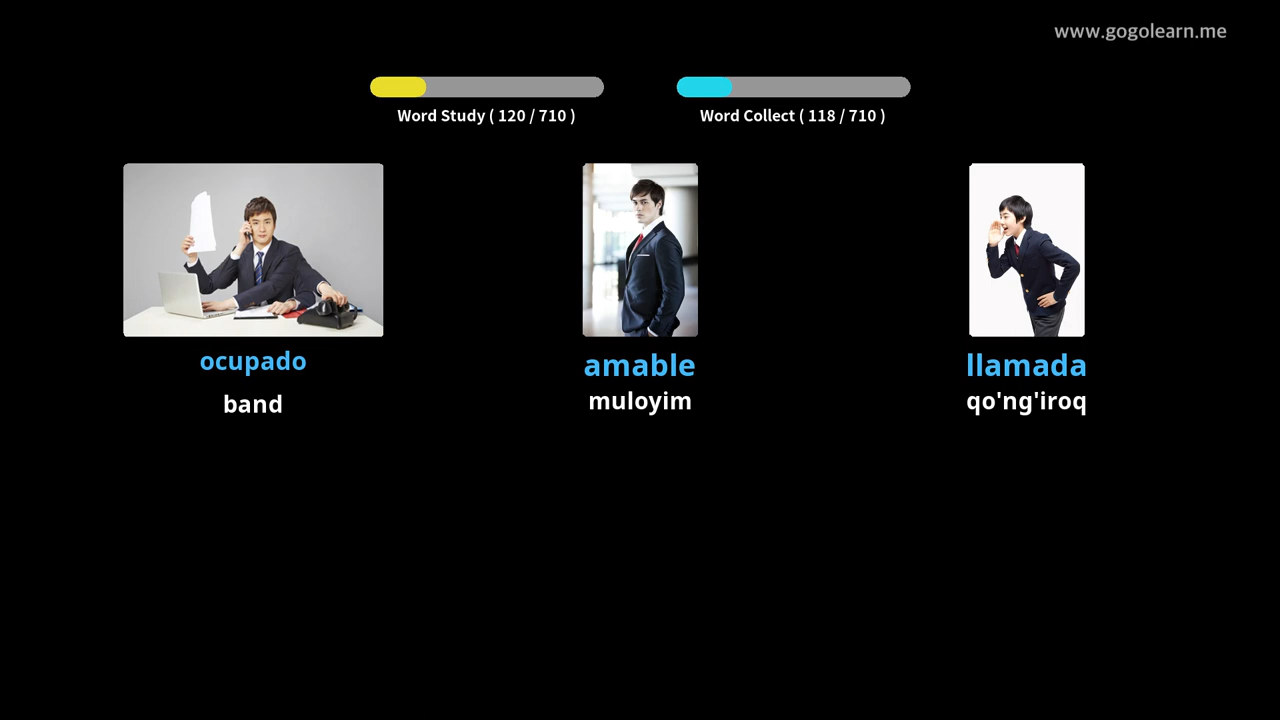 www.gogolearn.me
Word Study ( 120 / 710 )
Word Collect ( 118 / 710 )
ocupado
band
amable
muloyim
llamada
qo'ng'iroq